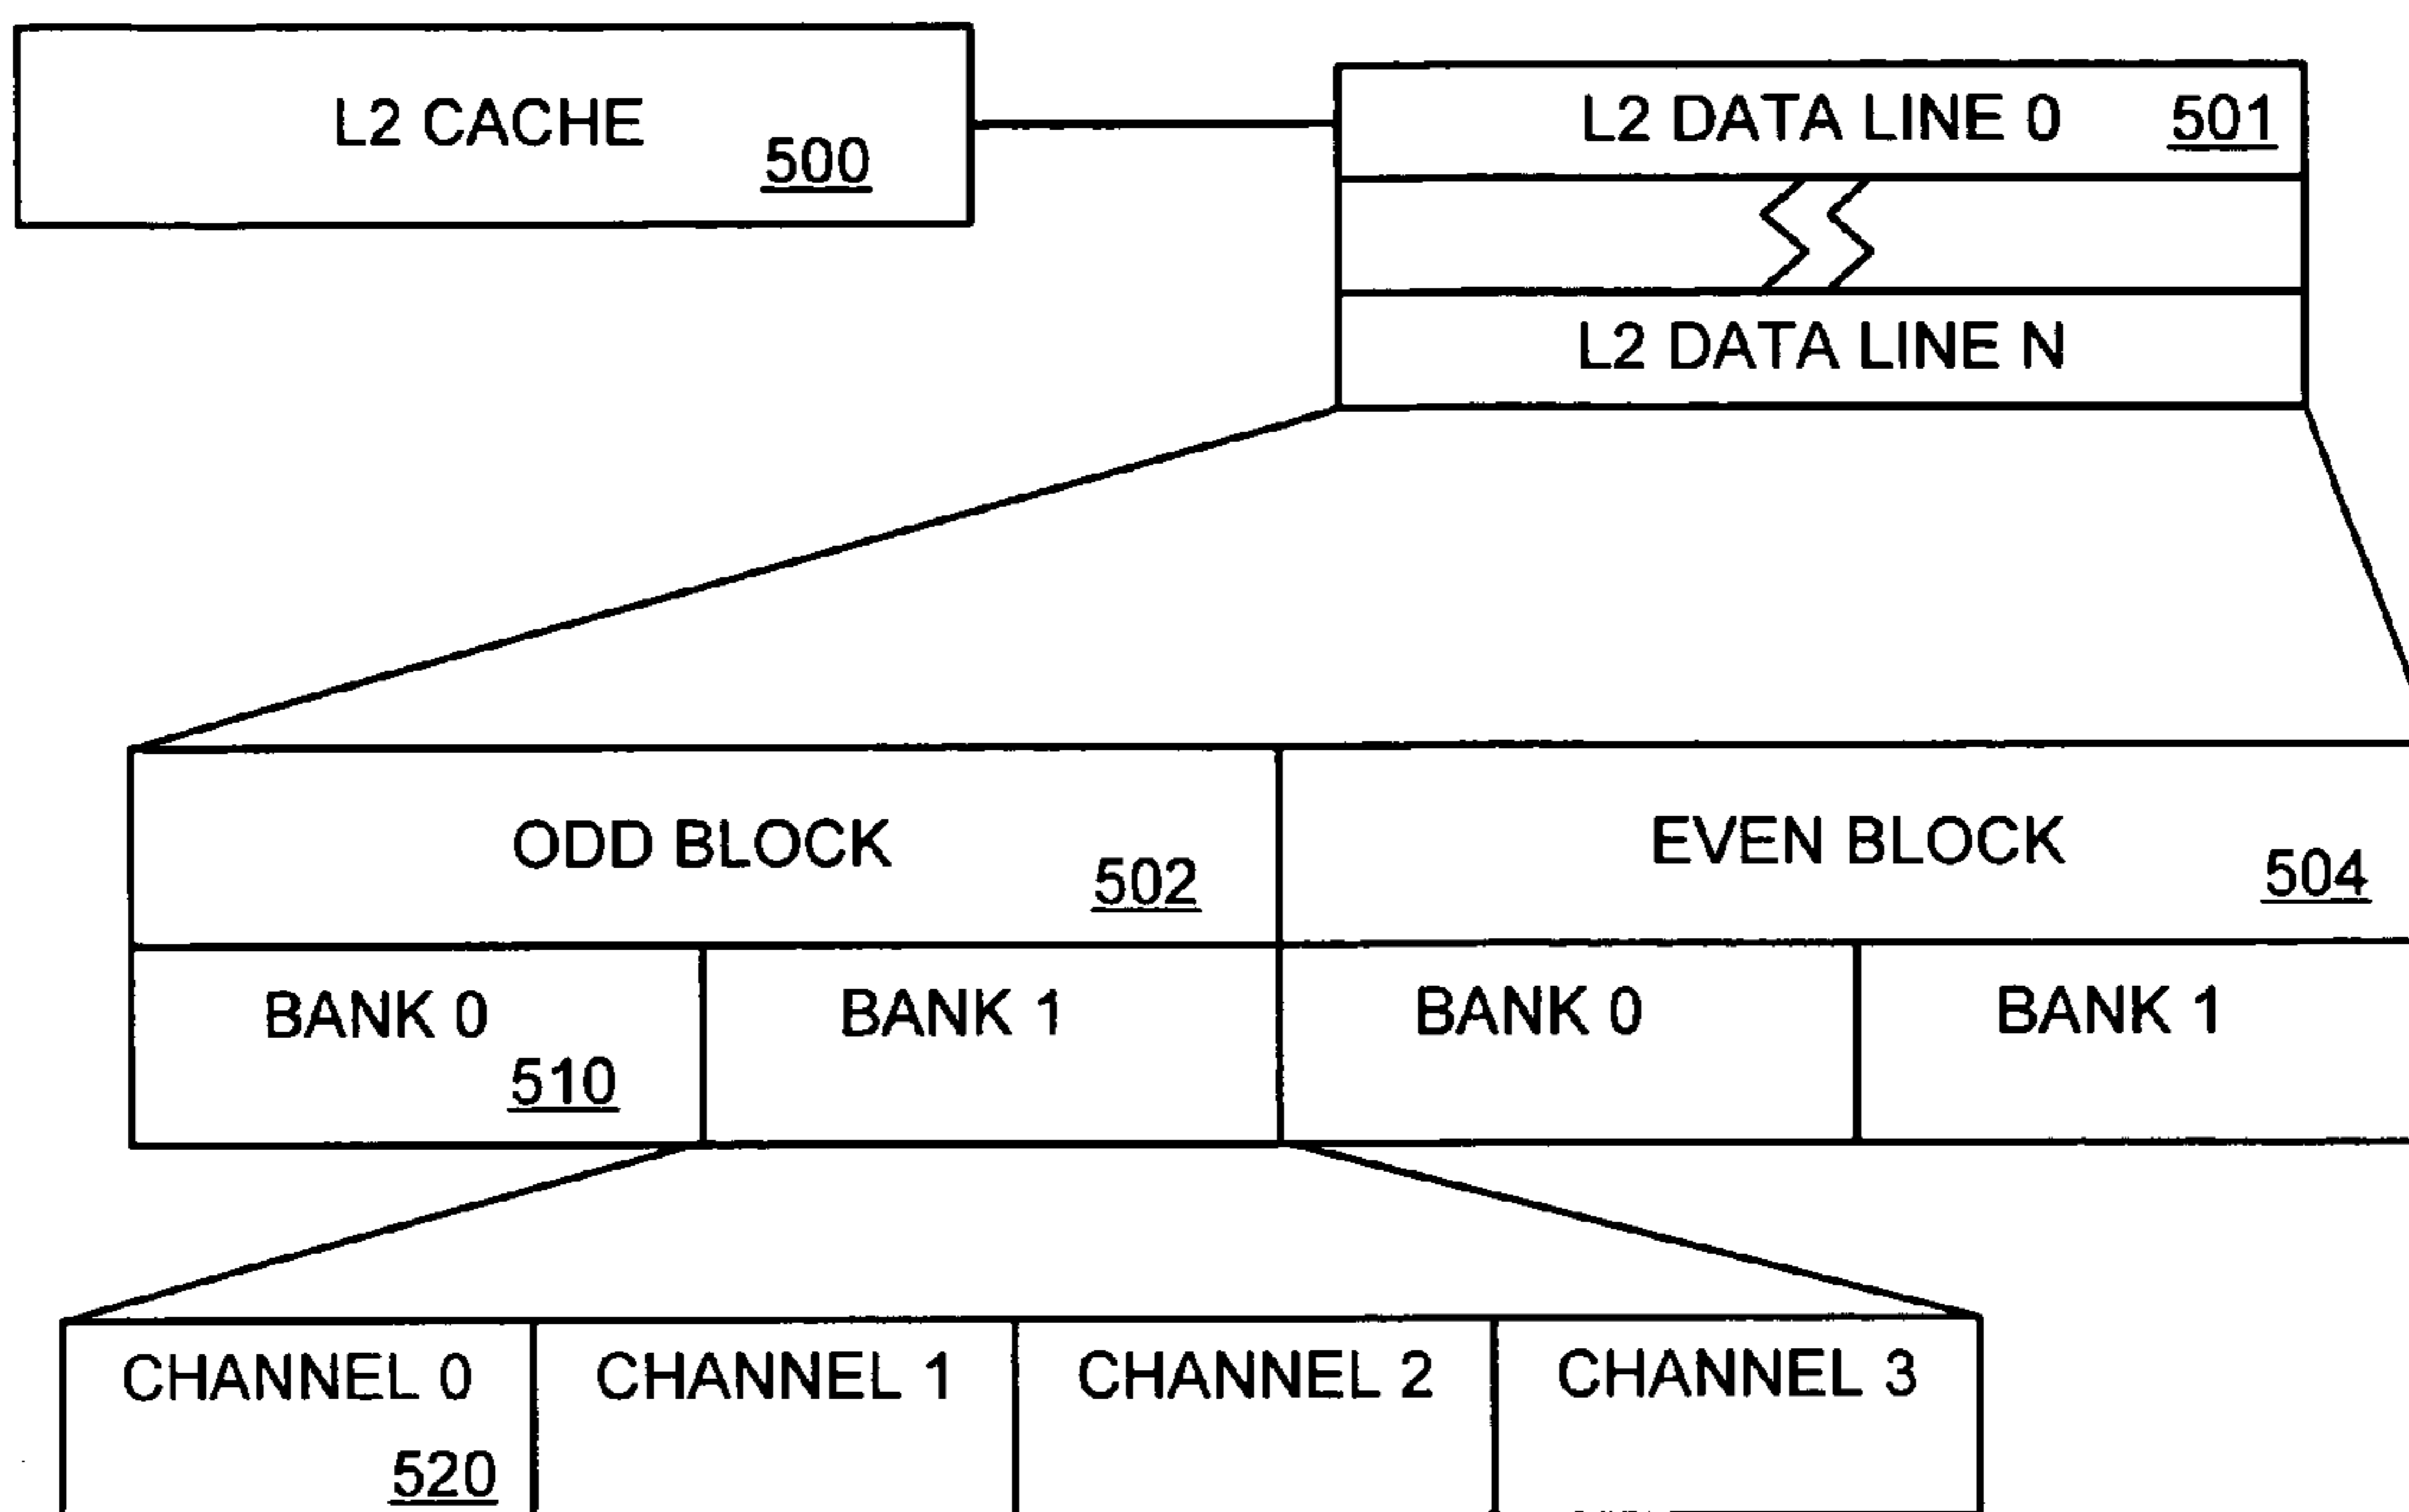 L2 CACHE
500
L2 DATA LINE 0
501
L2 DATA LINE N
ODD BLOCK
502
EVEN BLOCK
504
BANK 0
510
BANK 1
BANK 0
BANK 1
CHANNEL 0
520
CHANNEL 1
CHANNEL 2
CHANNEL 3